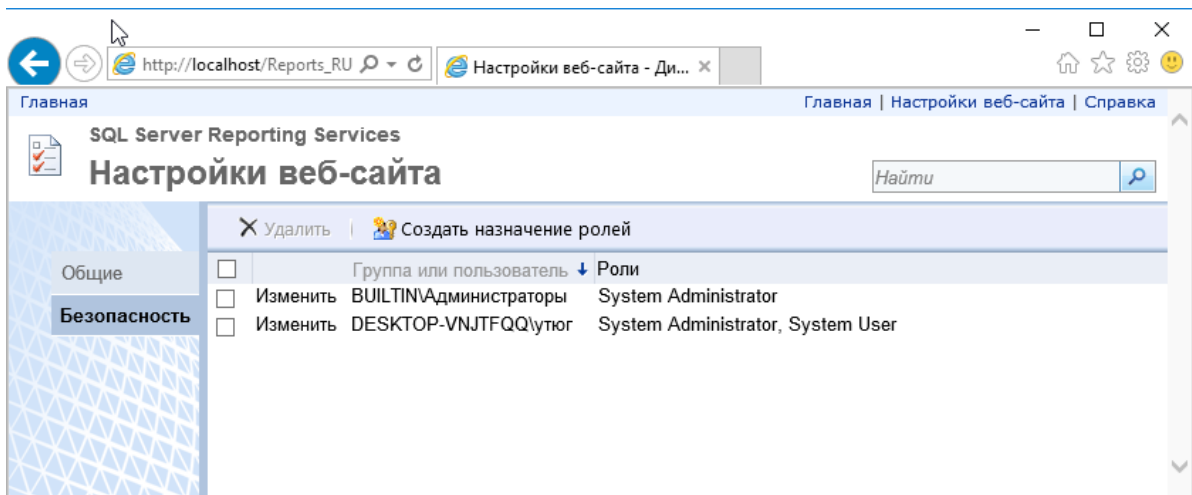 http://localhost/Reports_RU
Настройки веб-сайта - Ди...
Главная
Главная | Настройки веб-сайта | Справка
SQL Server Reporting Services
Настройки веб-сайта
Найти
Удалить | Создать назначение ролей
Общие
Безопасность
Группа или пользователь Роли
Изменить BUILTIN\Администраторы System Administrator
Изменить DESKTOP-VNJTFQQ\утюг System Administrator, System User